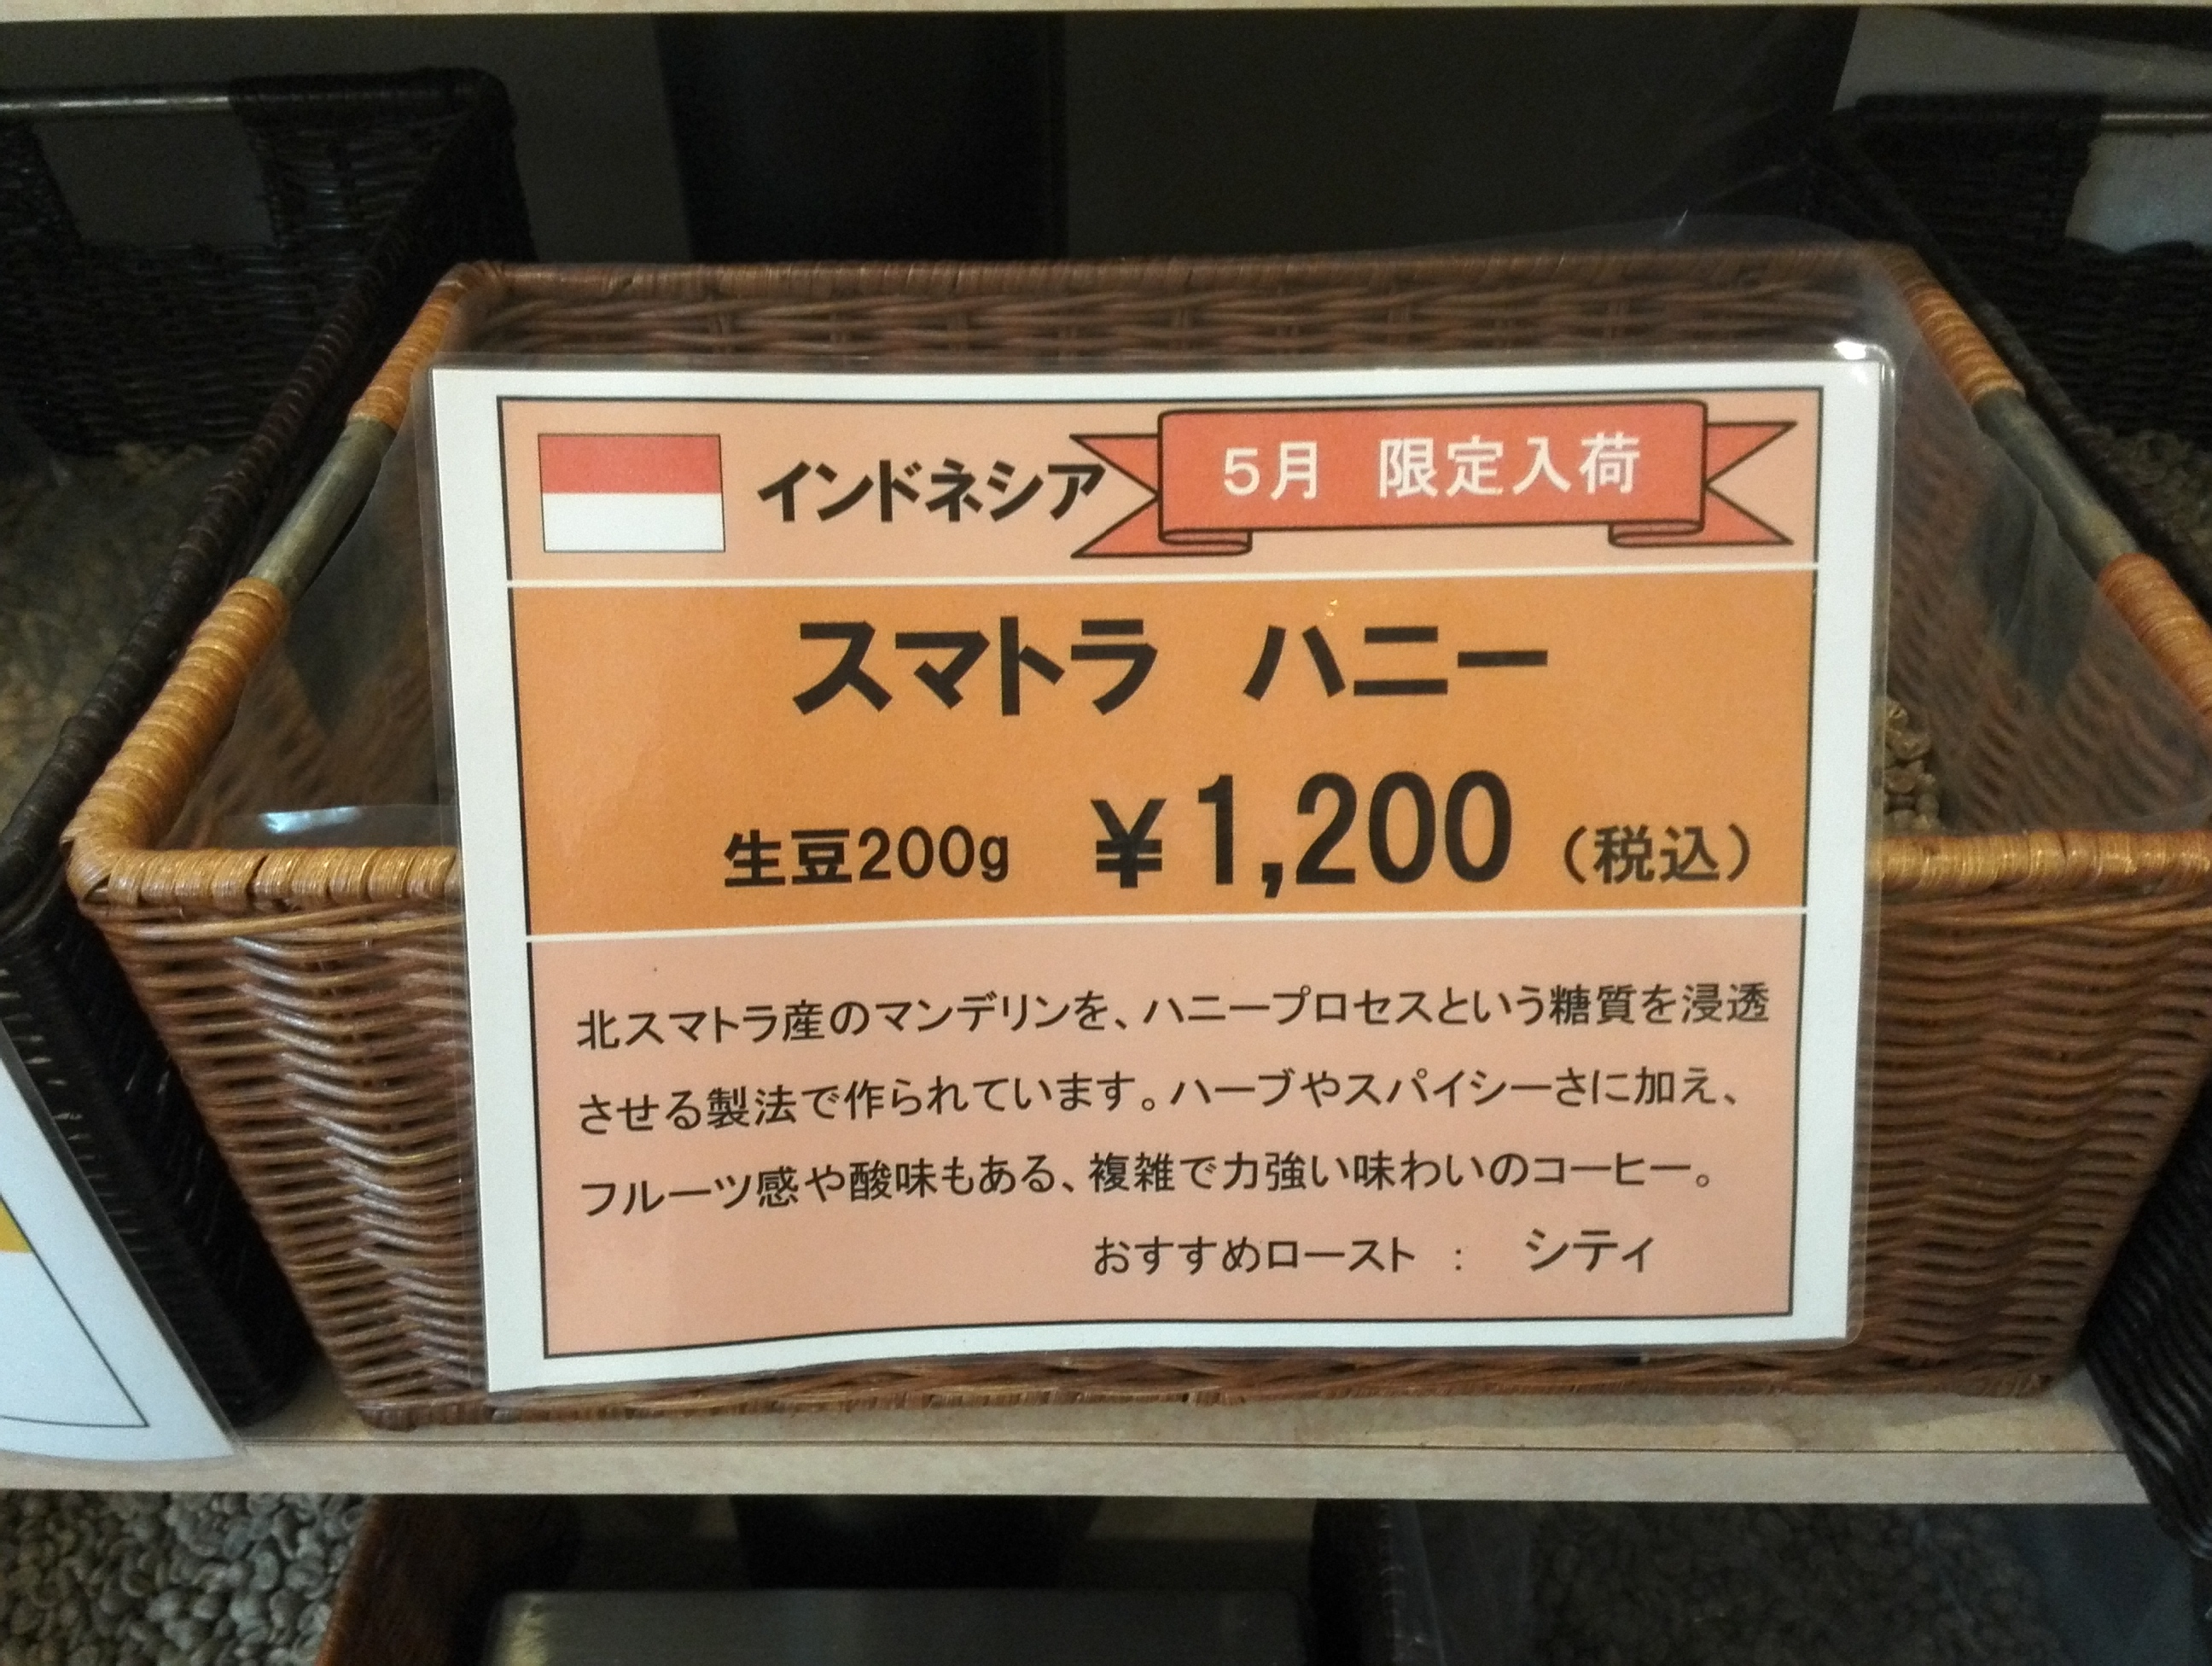 インドネシア
5月 限定入荷
スマトラ ハニー
生豆200g ¥1,200 (税込)
北スマトラ産のマンデリンを、ハニープロセスという糖質を浸透
させる製法で作られています。ハーブやスパイシーさに加え、
フルーツ感や酸味もある、複雑で力強い味わいのコーヒー。
おすすめロースト : シティ